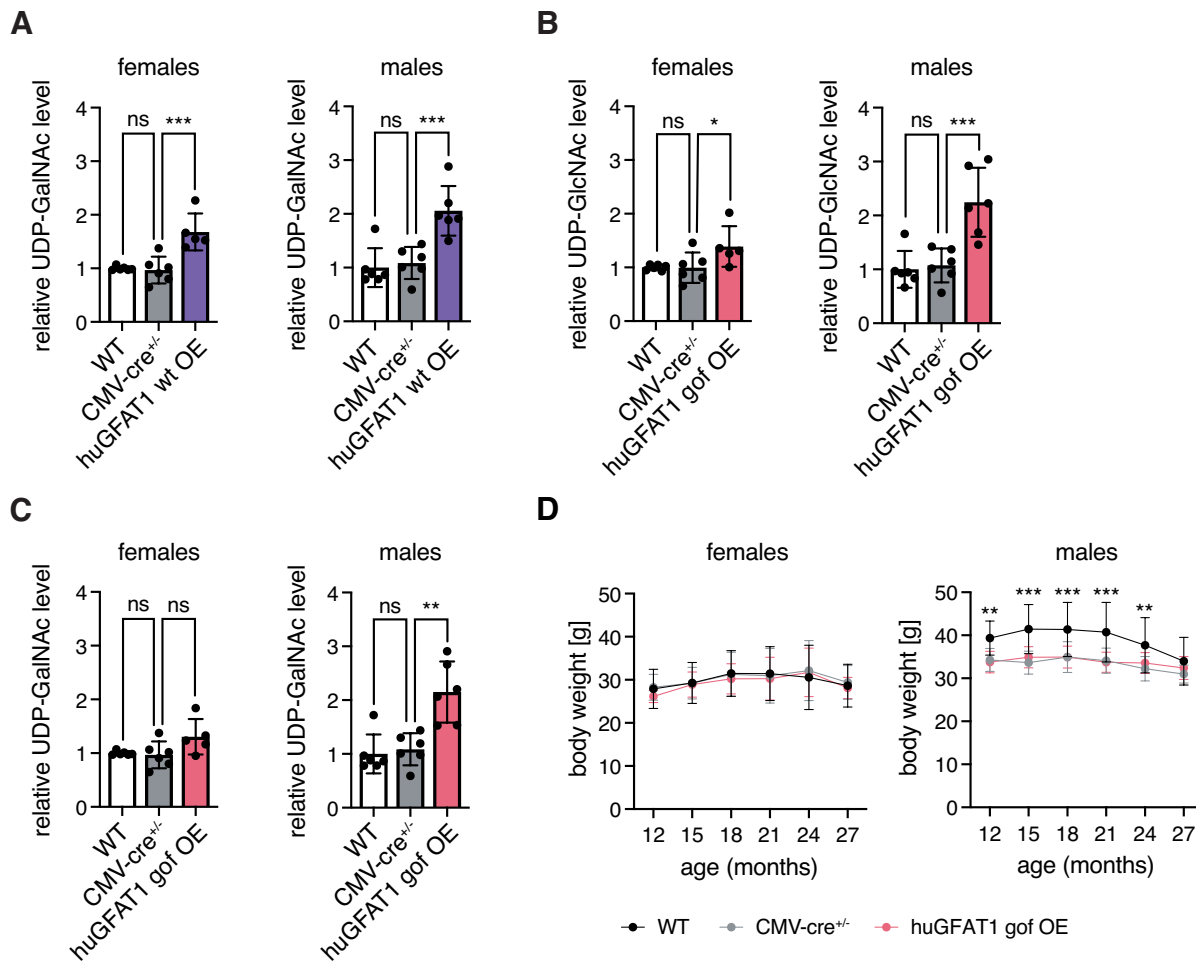 A
females
relative UDP-GalNAc level
4
3
2
1
0
ns
***
WT
CMV-cre+/-
huGFAT1 wt OE
males
relative UDP-GalNAc level
4
3
2
1
0
ns
***
WT
CMV-cre+/-
huGFAT1 wt OE
B
females
relative UDP-GlcNAc level
4
3
2
1
0
ns
*
WT
CMV-cre+/-
huGFAT1 gof OE
males
relative UDP-GlcNAc level
4
3
2
1
0
ns
***
WT
CMV-cre+/-
huGFAT1 gof OE
C
females
relative UDP-GalNAc level
4
3
2
1
0
ns
ns
WT
CMV-cre+/-
huGFAT1 gof OE
males
relative UDP-GalNAc level
4
3
2
1
0
ns
**
WT
CMV-cre+/-
huGFAT1 gof OE
D
females
body weight [g]
50
40
30
20
10
0
12 15 18 21 24 27
age (months)
males
body weight [g]
50
40
30
20
10
0
** *** *** *** **
12 15 18 21 24 27
age (months)
WT CMV-cre+/- huGFAT1 gof OE